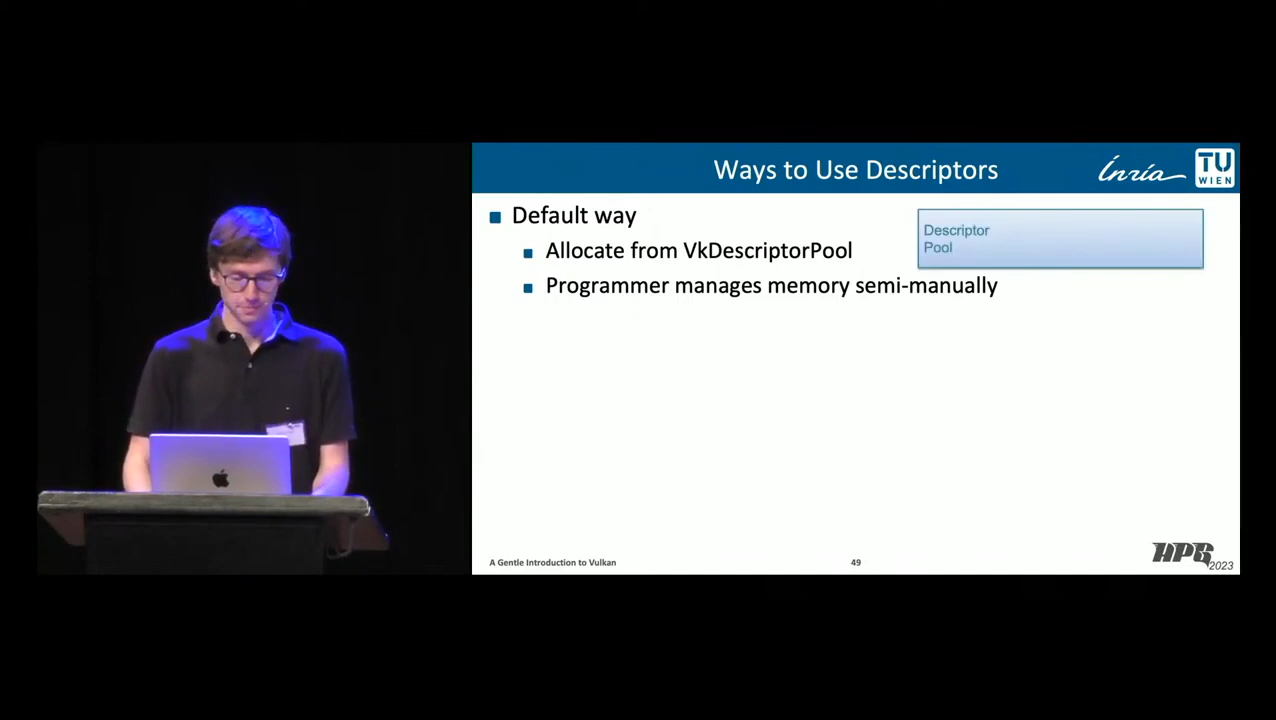 Ways to Use Descriptors
Inria
TU
WIEN
Default way
Allocate from VkDescriptorPool
Programmer manages memory semi-manually
Descriptor
Pool
A Gentle Introduction to Vulkan
49
HPG
2023